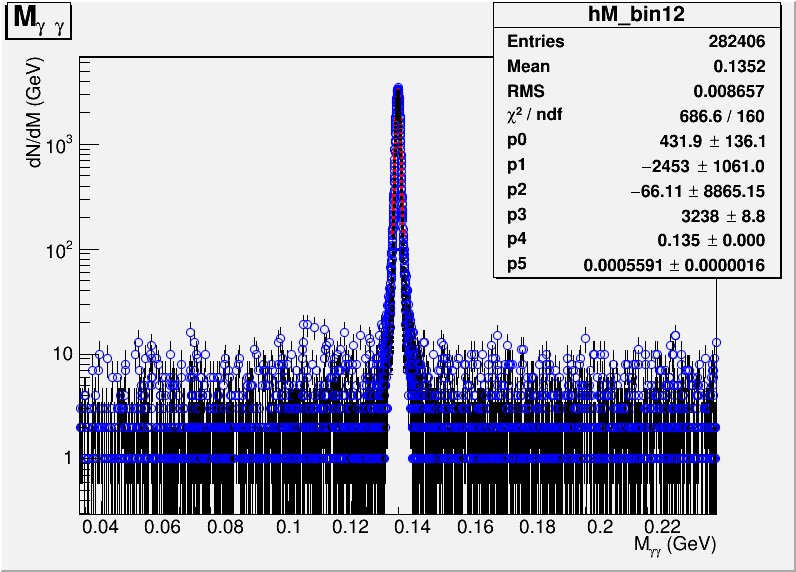 M γ γ
hM_bin12
Entries 282406
Mean 0.1352
RMS 0.008657
χ² / ndf 686.6 / 160
p0 431.9 ± 136.1
p1 −2453 ± 1061.0
p2 −66.11 ± 8865.15
p3 3238 ± 8.8
p4 0.135 ± 0.000
p5 0.0005591 ± 0.0000016
dN/dM (GeV)
10³
10²
10
1
0.04 0.06 0.08 0.1 0.12 0.14 0.16 0.18 0.2 0.22
Mγγ (GeV)